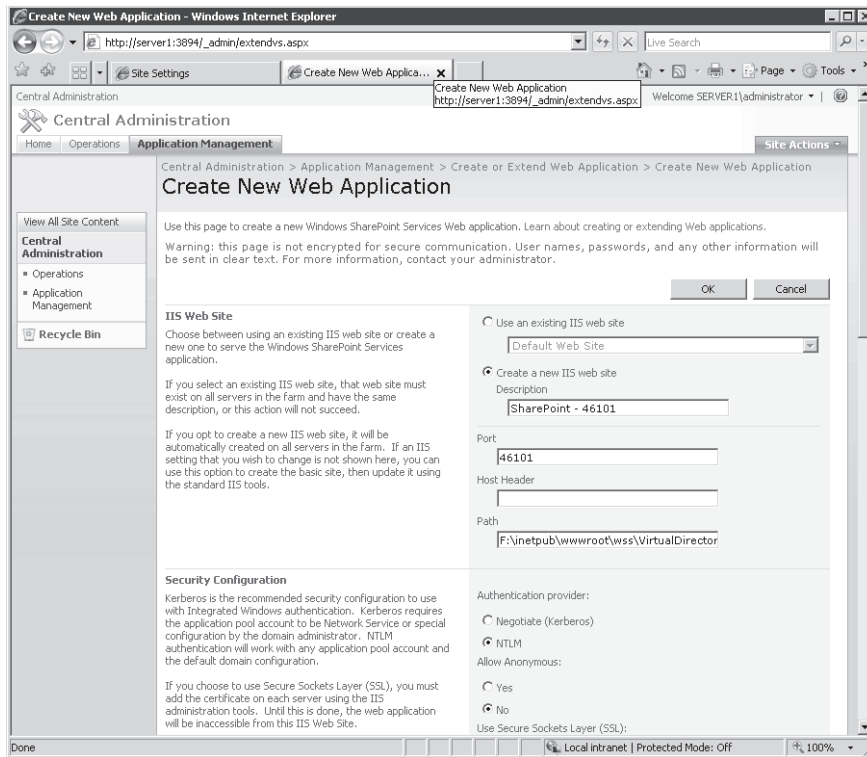 Create New Web Application - Windows Internet Explorer
http://server1:3894/_admin/extendvs.aspx
Live Search
Site Settings
Create New Web Applica...
Page
Tools
Create New Web Application
http://server1:3894/_admin/extendvs.aspx
Central Administration
Welcome SERVER1\administrator
Central Administration
Home
Operations
Application Management
Site Actions
Central Administration > Application Management > Create or Extend Web Application > Create New Web Application
Create New Web Application
View All Site Content
Central
Administration
Operations
Application
Management
Recycle Bin
Use this page to create a new Windows SharePoint Services Web application. Learn about creating or extending Web applications.
Warning: this page is not encrypted for secure communication. User names, passwords, and any other information will
be sent in clear text. For more information, contact your administrator.
OK
Cancel
IIS Web Site
Choose between using an existing IIS web site or create a
new one to serve the Windows SharePoint Services
application.
If you select an existing IIS web site, that web site must
exist on all servers in the farm and have the same
description, or this action will not succeed.
If you opt to create a new IIS web site, it will be
automatically created on all servers in the farm. If an IIS
setting that you wish to change is not shown here, you can
use this option to create the basic site, then update it using
the standard IIS tools.
Use an existing IIS web site
Default Web Site
Create a new IIS web site
Description
SharePoint - 46101
Port
46101
Host Header
Path
F:\inetpub\wwwroot\wss\VirtualDirector
Security Configuration
Kerberos is the recommended security configuration to use
with Integrated Windows authentication. Kerberos requires
the application pool account to be Network Service or special
configuration by the domain administrator. NTLM
authentication will work with any application pool account and
the default domain configuration.
If you choose to use Secure Sockets Layer (SSL), you must
add the certificate on each server using the IIS
administration tools. Until this is done, the web application
will be inaccessible from this IIS Web Site.
Authentication provider:
Negotiate (Kerberos)
NTLM
Allow Anonymous:
Yes
No
Use Secure Sockets Layer (SSL):
Done
Local intranet | Protected Mode: Off
100%